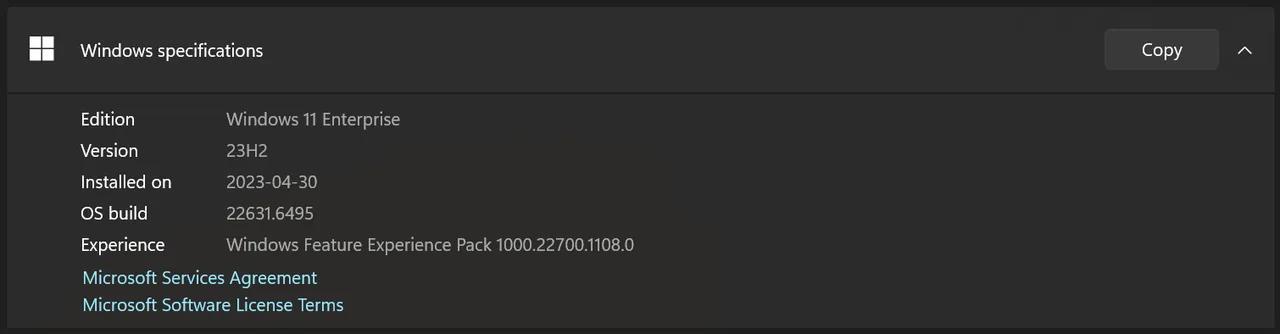 Windows specifications
Copy
Edition Windows 11 Enterprise
Version 23H2
Installed on 2023-04-30
OS build 22631.6495
Experience Windows Feature Experience Pack 1000.22700.1108.0
Microsoft Services Agreement
Microsoft Software License Terms